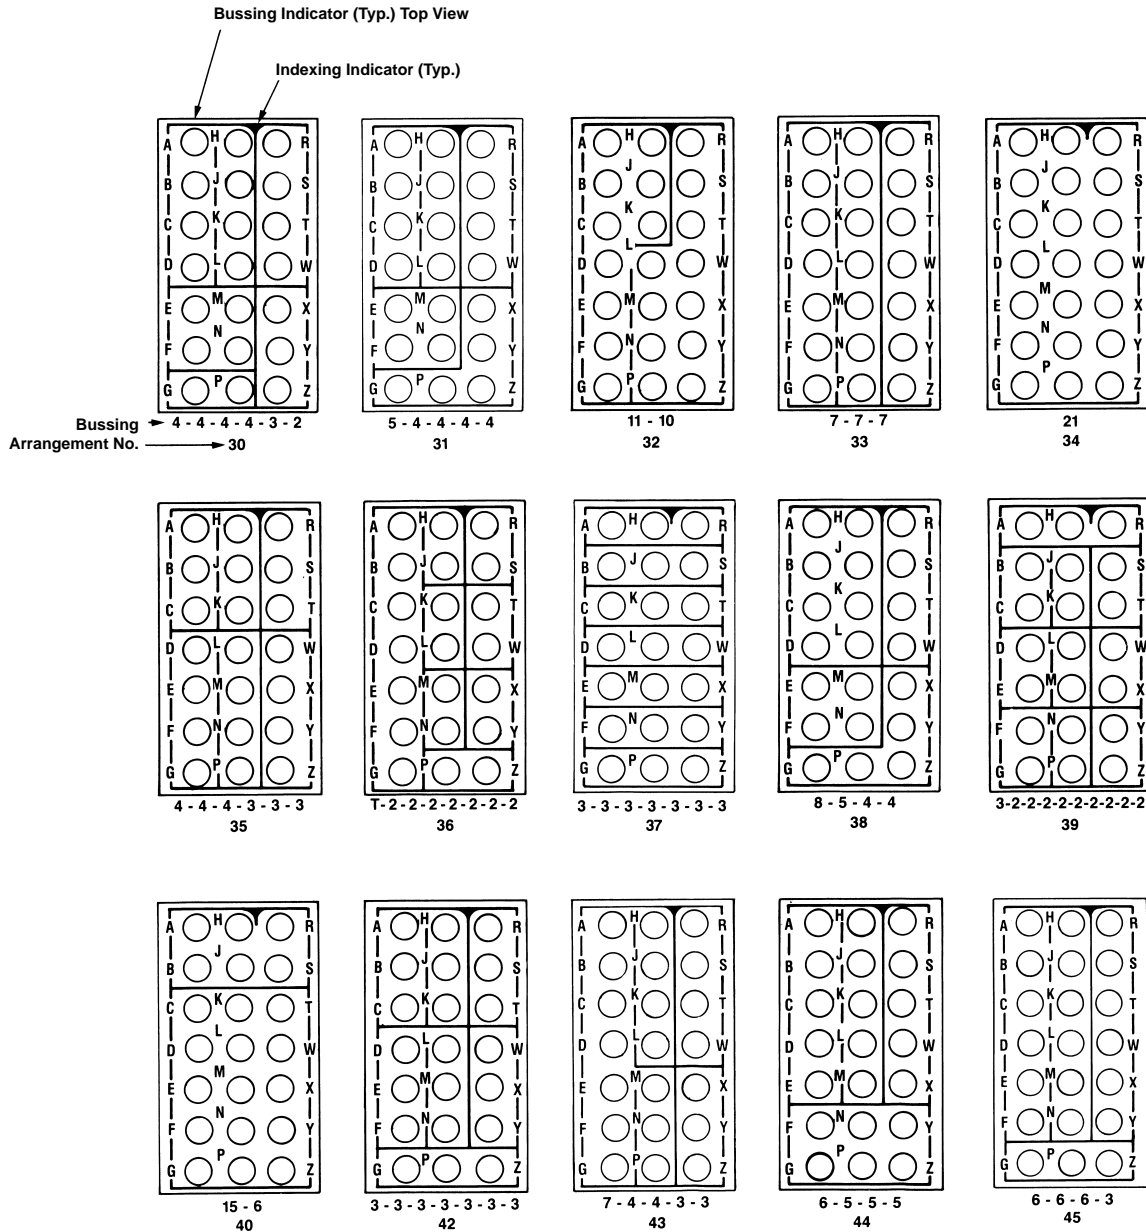 Bussing Indicator (Typ.) Top View
Indexing Indicator (Typ.)
A H R A H R A H R A H R A H R
B J S B J S B J S B J S B J S
C K T C K T C K T C K T C K T
D L W D L W D L W D L W D L W
E M X E M X E M X E M X E M X
F N Y F N Y F N Y F N Y F N Y
G P Z G P Z G P Z G P Z G P Z
Bussing 4 - 4 - 4 - 4 - 3 - 2 5 - 4 - 4 - 4 - 4 11 - 10 7 - 7 - 7 21
Arrangement No. 30 31 32 33 34
A H R A H R A H R A H R A H R
B J S B J S B J S B J S B J S
C K T C K T C K T C K T C K T
D L W D L W D L W D L W D L W
E M X E M X E M X E M X E M X
F N Y F N Y F N Y F N Y F N Y
G P Z G P Z G P Z G P Z G P Z
4 - 4 - 4 - 3 - 3 - 3 T-2-2-2-2-2-2-2 3 - 3 - 3 - 3 - 3 - 3 - 3 8 - 5 - 4 - 4 3-2-2-2-2-2-2-2-2-2
35 36 37 38 39
A H R A H R A H R A H R A H R
B J S B J S B J S B J S B J S
C K T C K T C K T C K T C K T
D L W D L W D L W D L W D L W
E M X E M X E M X E M X E M X
F N Y F N Y F N Y F N Y F N Y
G P Z G P Z G P Z G P Z G P Z
15 - 6 3 - 3 - 3 - 3 - 3 - 3 - 3 7 - 4 - 4 - 3 - 3 6 - 5 - 5 - 5 6 - 6 - 6 - 3
40 42 43 44 45